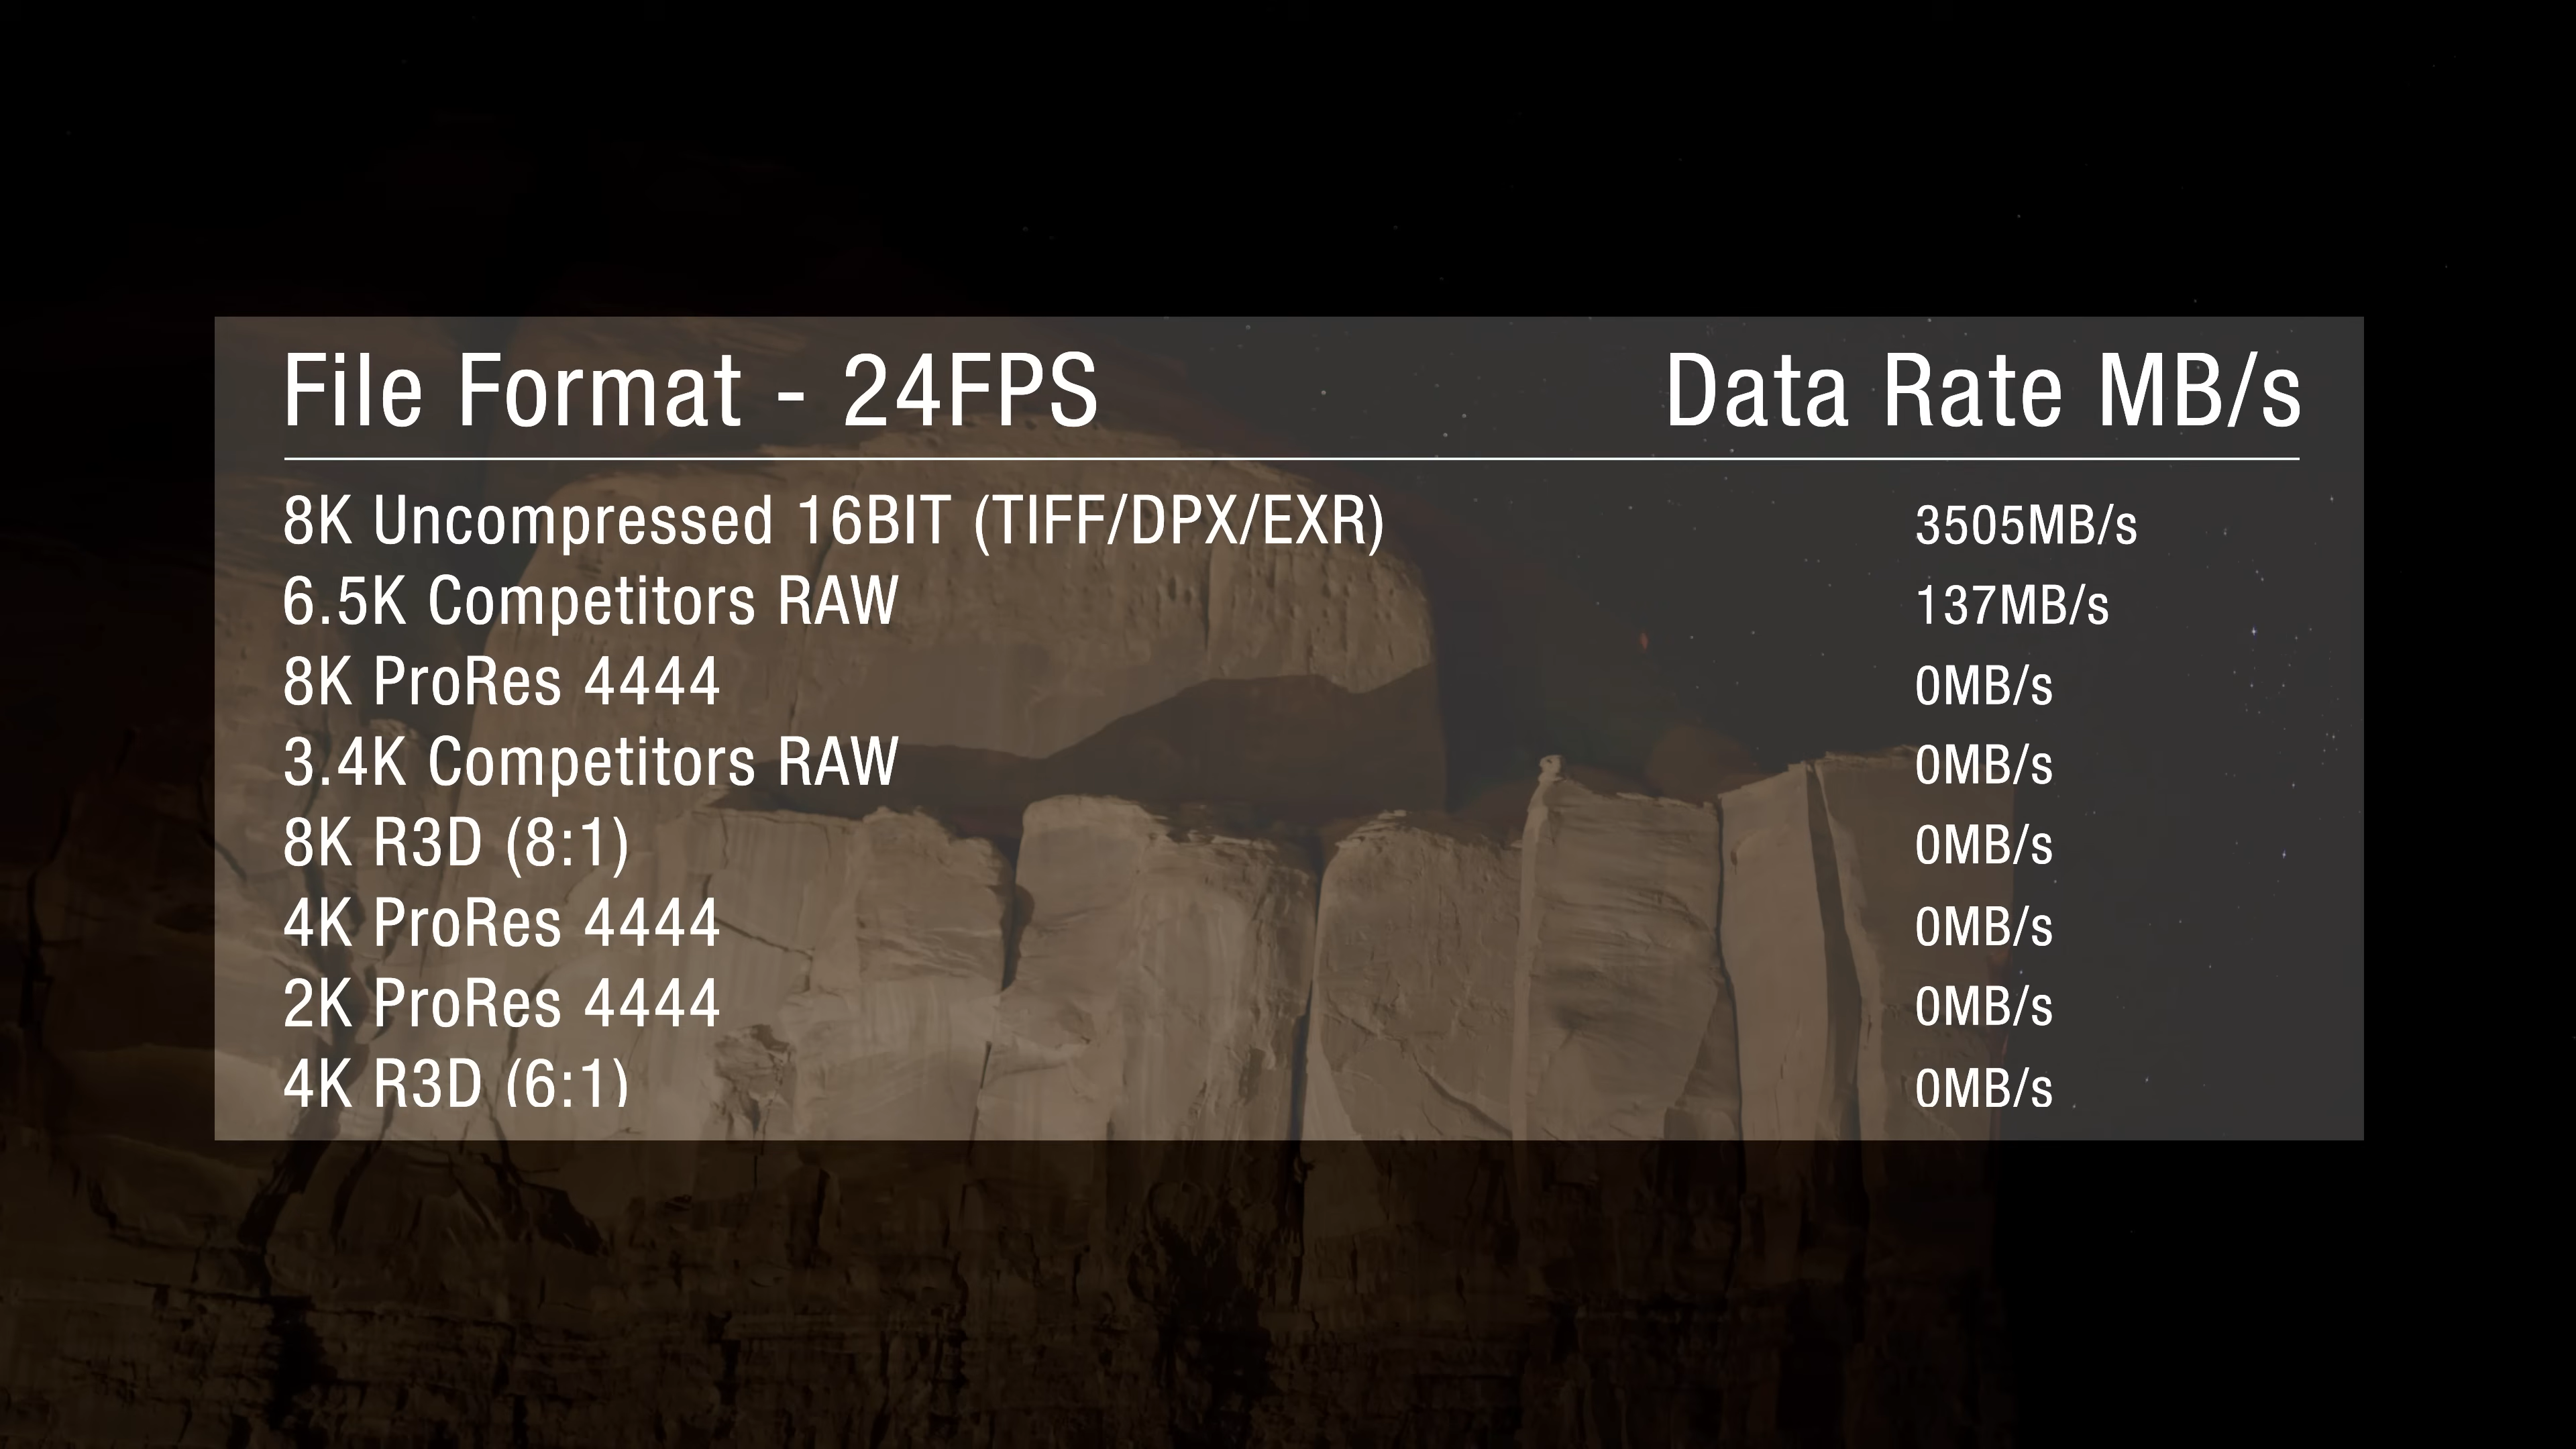 File Format - 24FPS Data Rate MB/s
8K Uncompressed 16BIT (TIFF/DPX/EXR) 3505MB/s
6.5K Competitors RAW 137MB/s
8K ProRes 4444 0MB/s
3.4K Competitors RAW 0MB/s
8K R3D (8:1) 0MB/s
4K ProRes 4444 0MB/s
2K ProRes 4444 0MB/s
4K R3D (6:1) 0MB/s